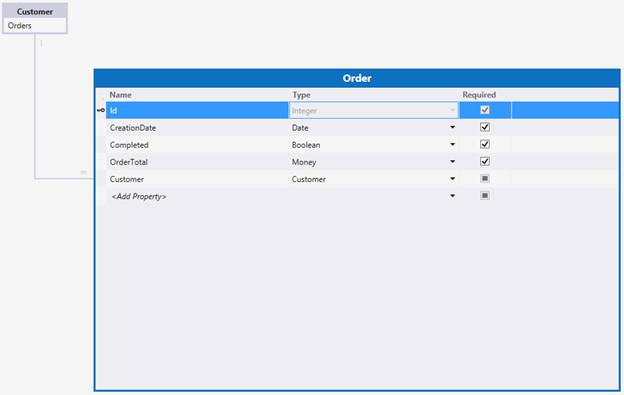 Customer
Orders
1
∞
Order
Name Type Required
Id Integer
CreationDate Date
Completed Boolean
OrderTotal Money
Customer Customer
<Add Property>